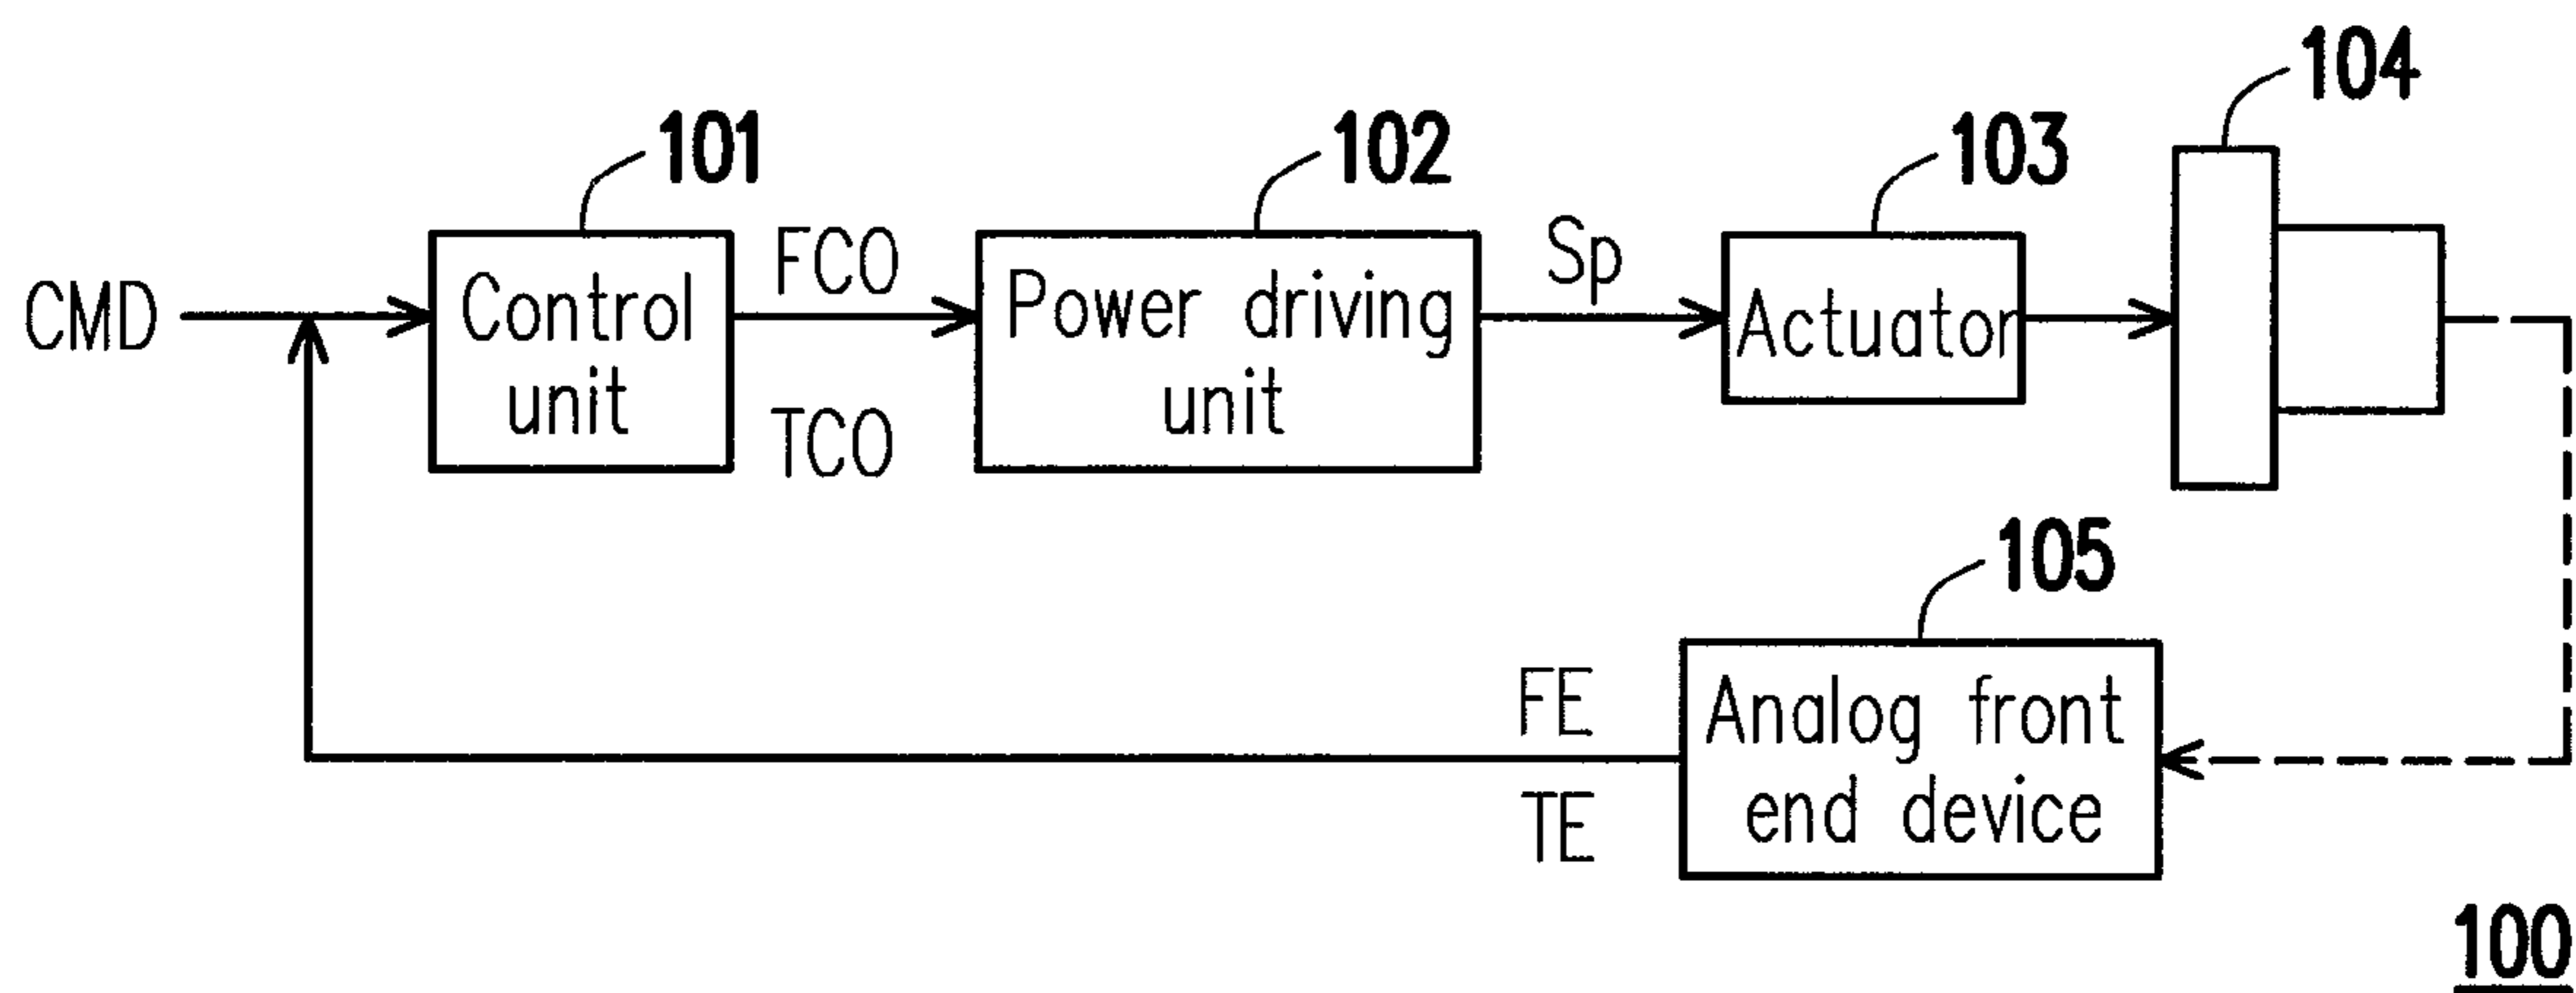 104
101
102
103
CMD
Control
unit
FCO
TCO
Power driving
unit
Sp
Actuator
105
FE
TE
Analog front
end device
100